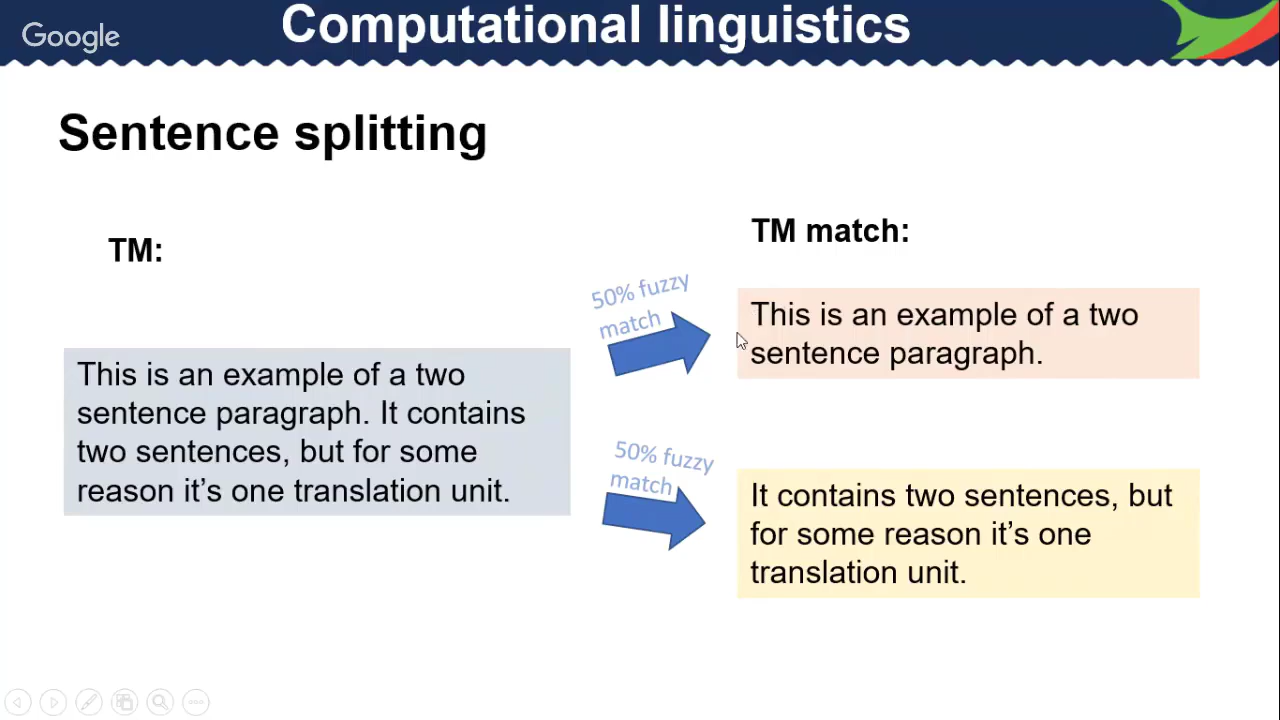 Google
Computational linguistics
Sentence splitting
TM:
This is an example of a two
sentence paragraph. It contains
two sentences, but for some
reason it’s one translation unit.
50% fuzzy
match
50% fuzzy
match
TM match:
This is an example of a two
sentence paragraph.
It contains two sentences, but
for some reason it’s one
translation unit.